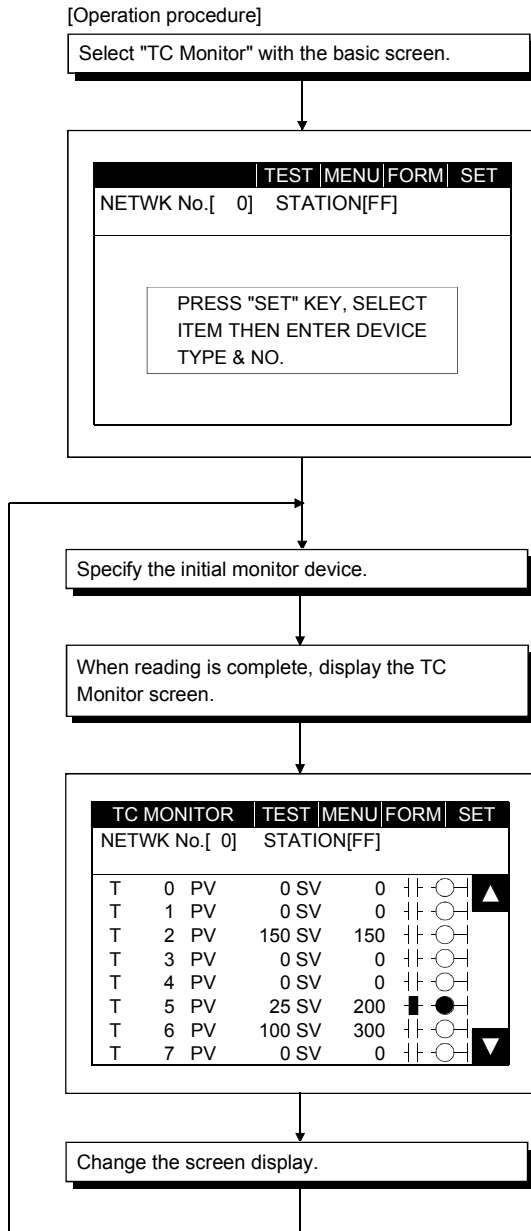 [Operation procedure]
Select "TC Monitor" with the basic screen.
TEST MENU FORM SET
NETWK No.[ 0] STATION[FF]
PRESS "SET" KEY, SELECT
ITEM THEN ENTER DEVICE
TYPE & NO.
Specify the initial monitor device.
When reading is complete, display the TC
Monitor screen.
TC MONITOR TEST MENU FORM SET
NETWK No.[ 0] STATION[FF]
T 0 PV 0 SV 0
T 1 PV 0 SV 0
T 2 PV 150 SV 150
T 3 PV 0 SV 0
T 4 PV 0 SV 0
T 5 PV 25 SV 200
T 6 PV 100 SV 300
T 7 PV 0 SV 0
Change the screen display.